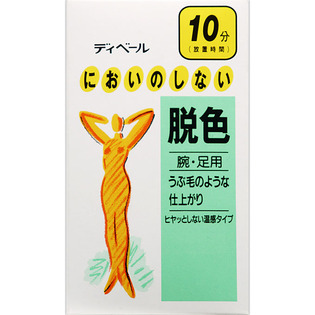 10分
(放置時間)
ディベール
においのしない
脱色
腕・足用
うぶ毛のような
仕上がり
ヒヤッとしない温感タイプ